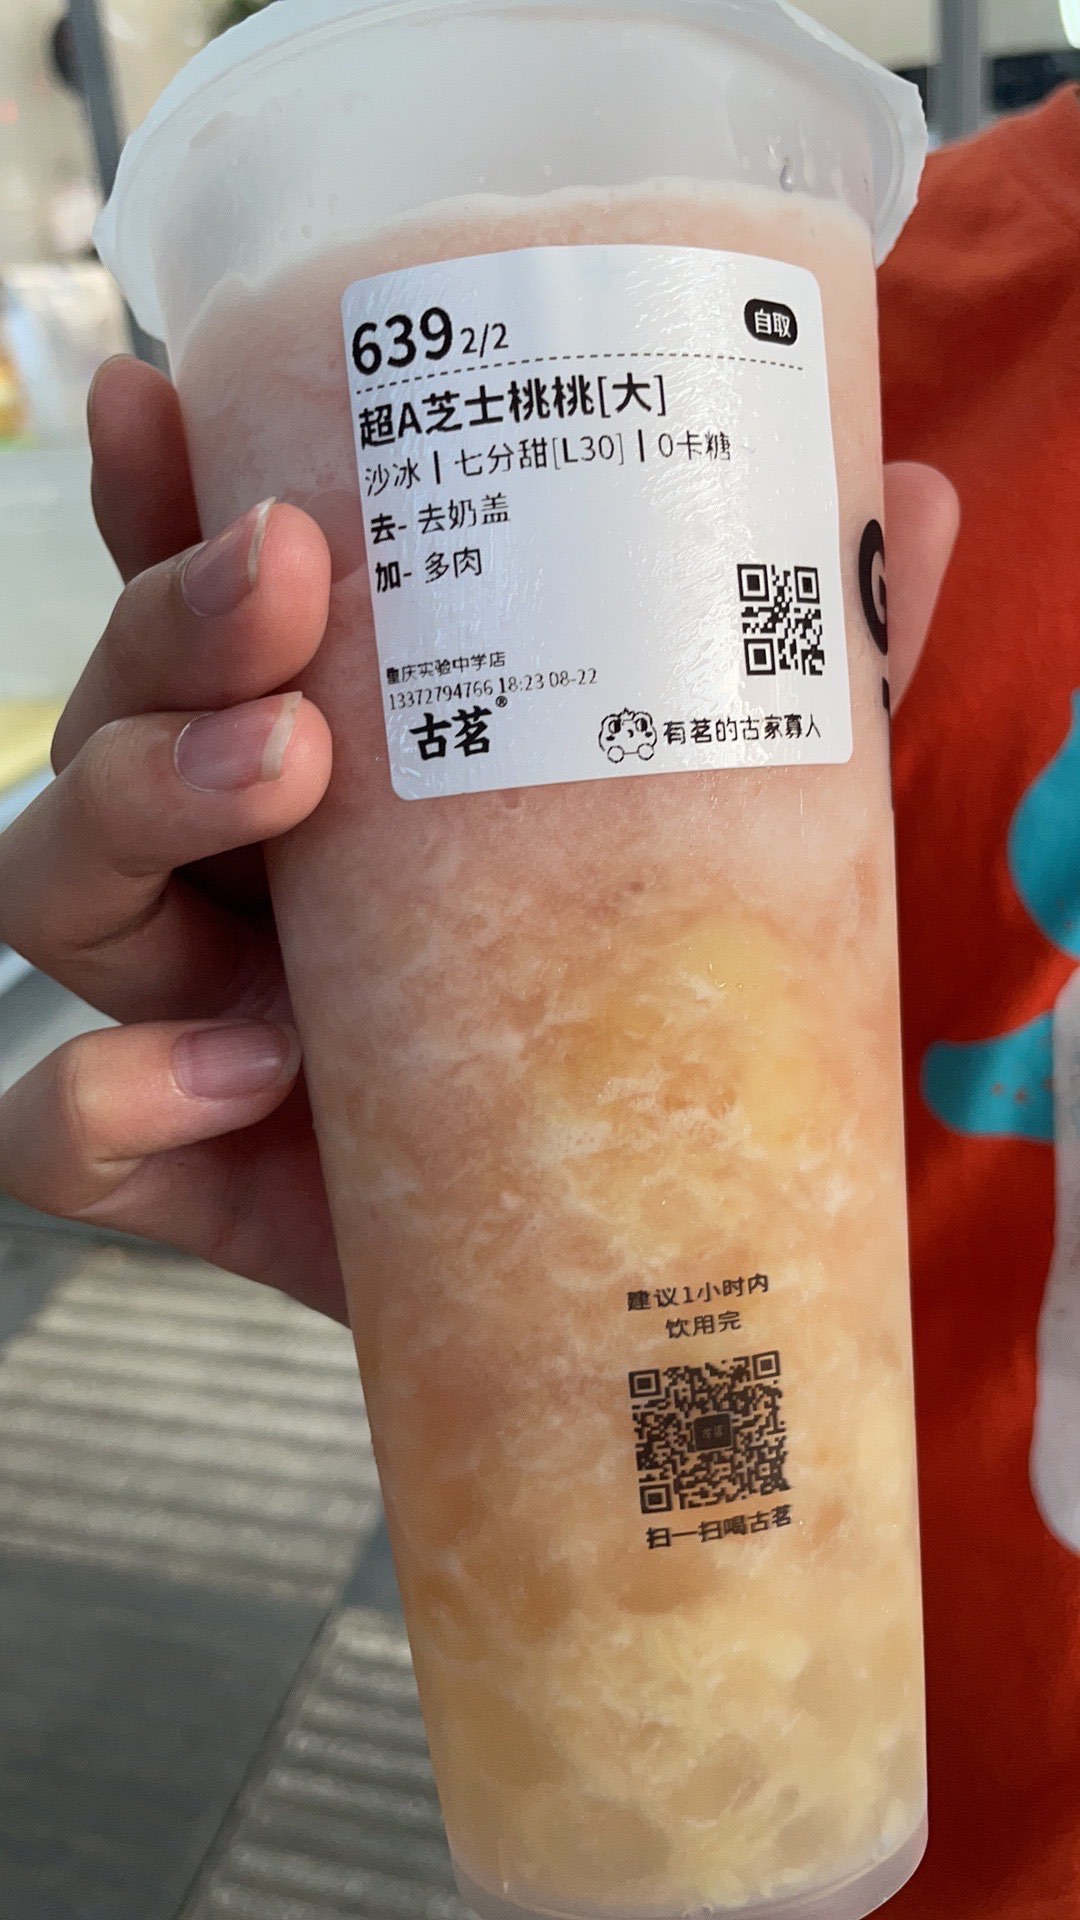 639 2/2 自取
超A芝士桃桃[大]
沙冰 | 七分甜[L30] | 0卡糖
去- 去奶盖
加- 多肉
重庆实验中学店
13372794766 18:23 08-22
古茗®
有茗的古家寡人
G
建议1小时内
饮用完
扫一扫喝古茗